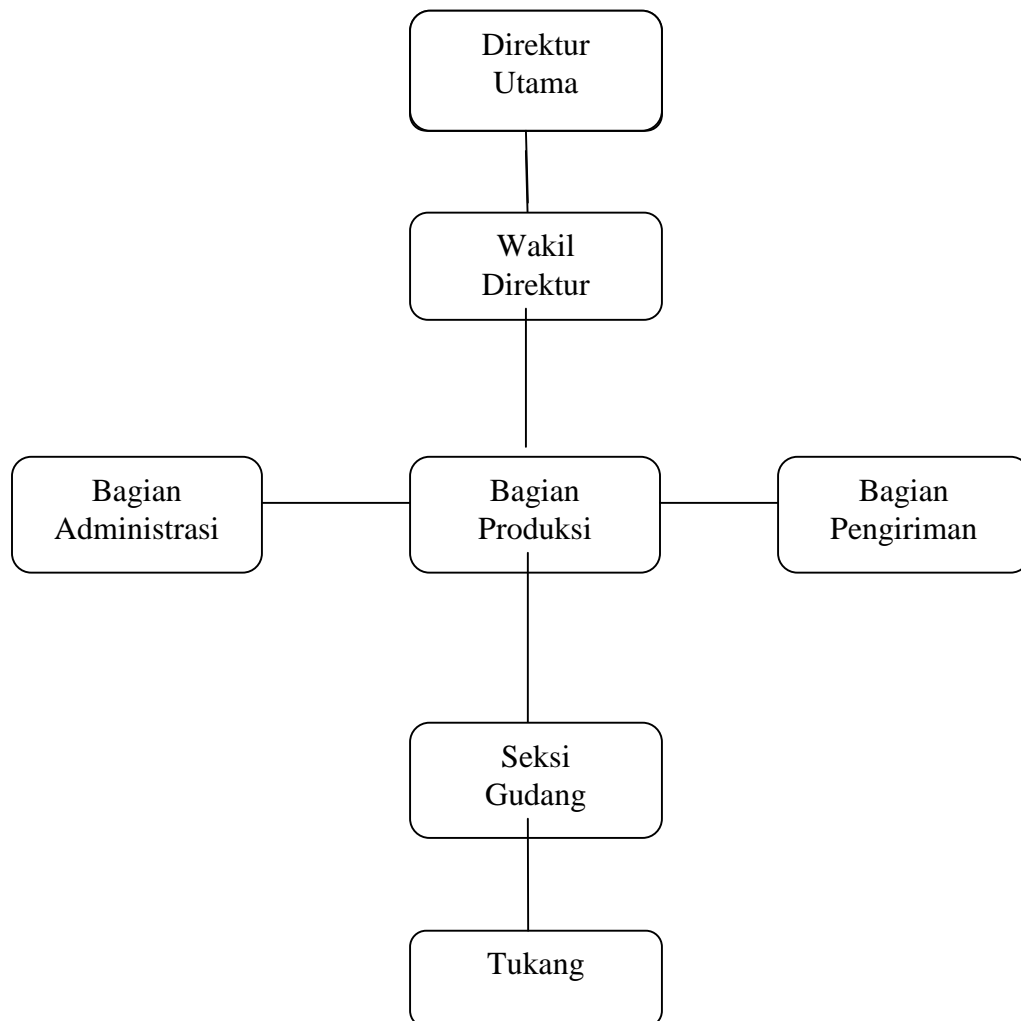 Direktur
Utama
Wakil
Direktur
Bagian
Administrasi
Bagian
Produksi
Bagian
Pengiriman
Seksi
Gudang
Tukang